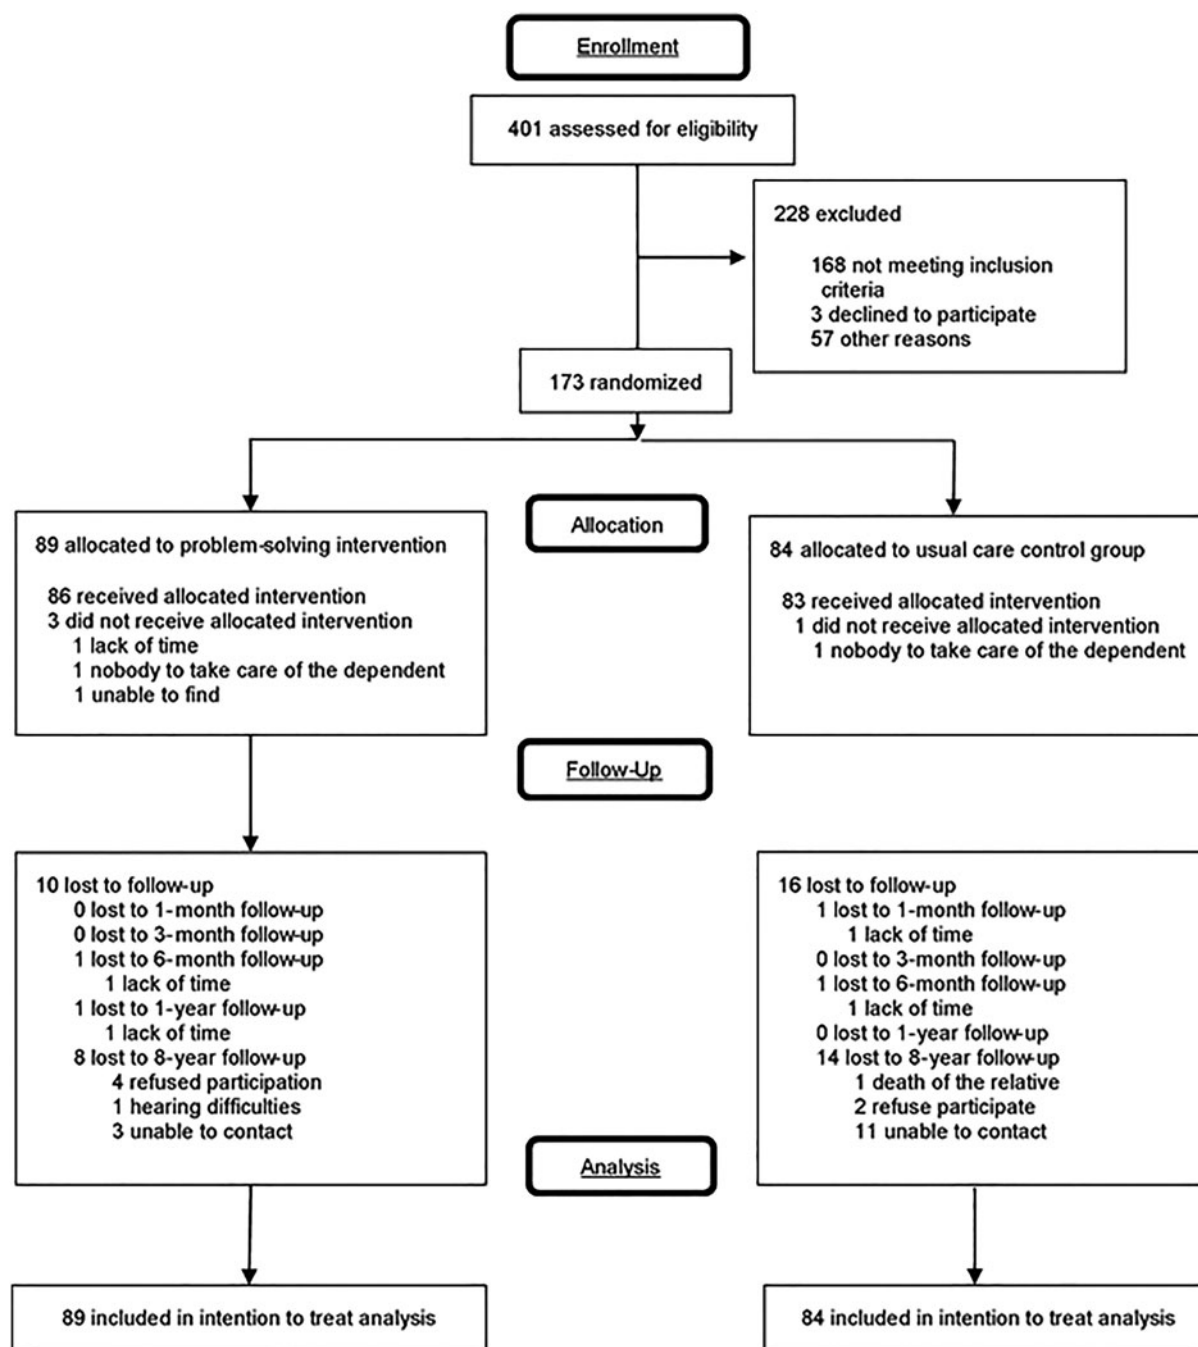 Enrollment
401 assessed for eligibility
228 excluded
168 not meeting inclusion
criteria
3 declined to participate
57 other reasons
173 randomized
Allocation
89 allocated to problem-solving intervention
86 received allocated intervention
3 did not receive allocated intervention
1 lack of time
1 nobody to take care of the dependent
1 unable to find
84 allocated to usual care control group
83 received allocated intervention
1 did not receive allocated intervention
1 nobody to take care of the dependent
Follow-Up
10 lost to follow-up
0 lost to 1-month follow-up
0 lost to 3-month follow-up
1 lost to 6-month follow-up
1 lack of time
1 lost to 1-year follow-up
1 lack of time
8 lost to 8-year follow-up
4 refused participation
1 hearing difficulties
3 unable to contact
16 lost to follow-up
1 lost to 1-month follow-up
1 lack of time
0 lost to 3-month follow-up
1 lost to 6-month follow-up
1 lack of time
0 lost to 1-year follow-up
14 lost to 8-year follow-up
1 death of the relative
2 refuse participate
11 unable to contact
Analysis
89 included in intention to treat analysis
84 included in intention to treat analysis